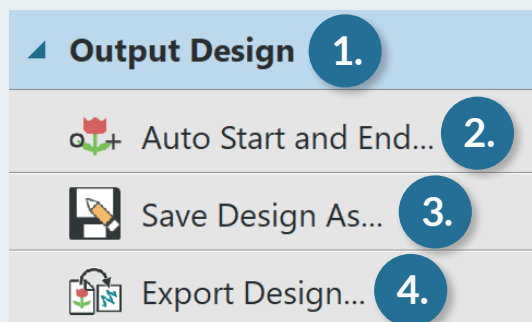 Output Design 1.
Auto Start and End... 2.
Save Design As... 3.
Export Design... 4.